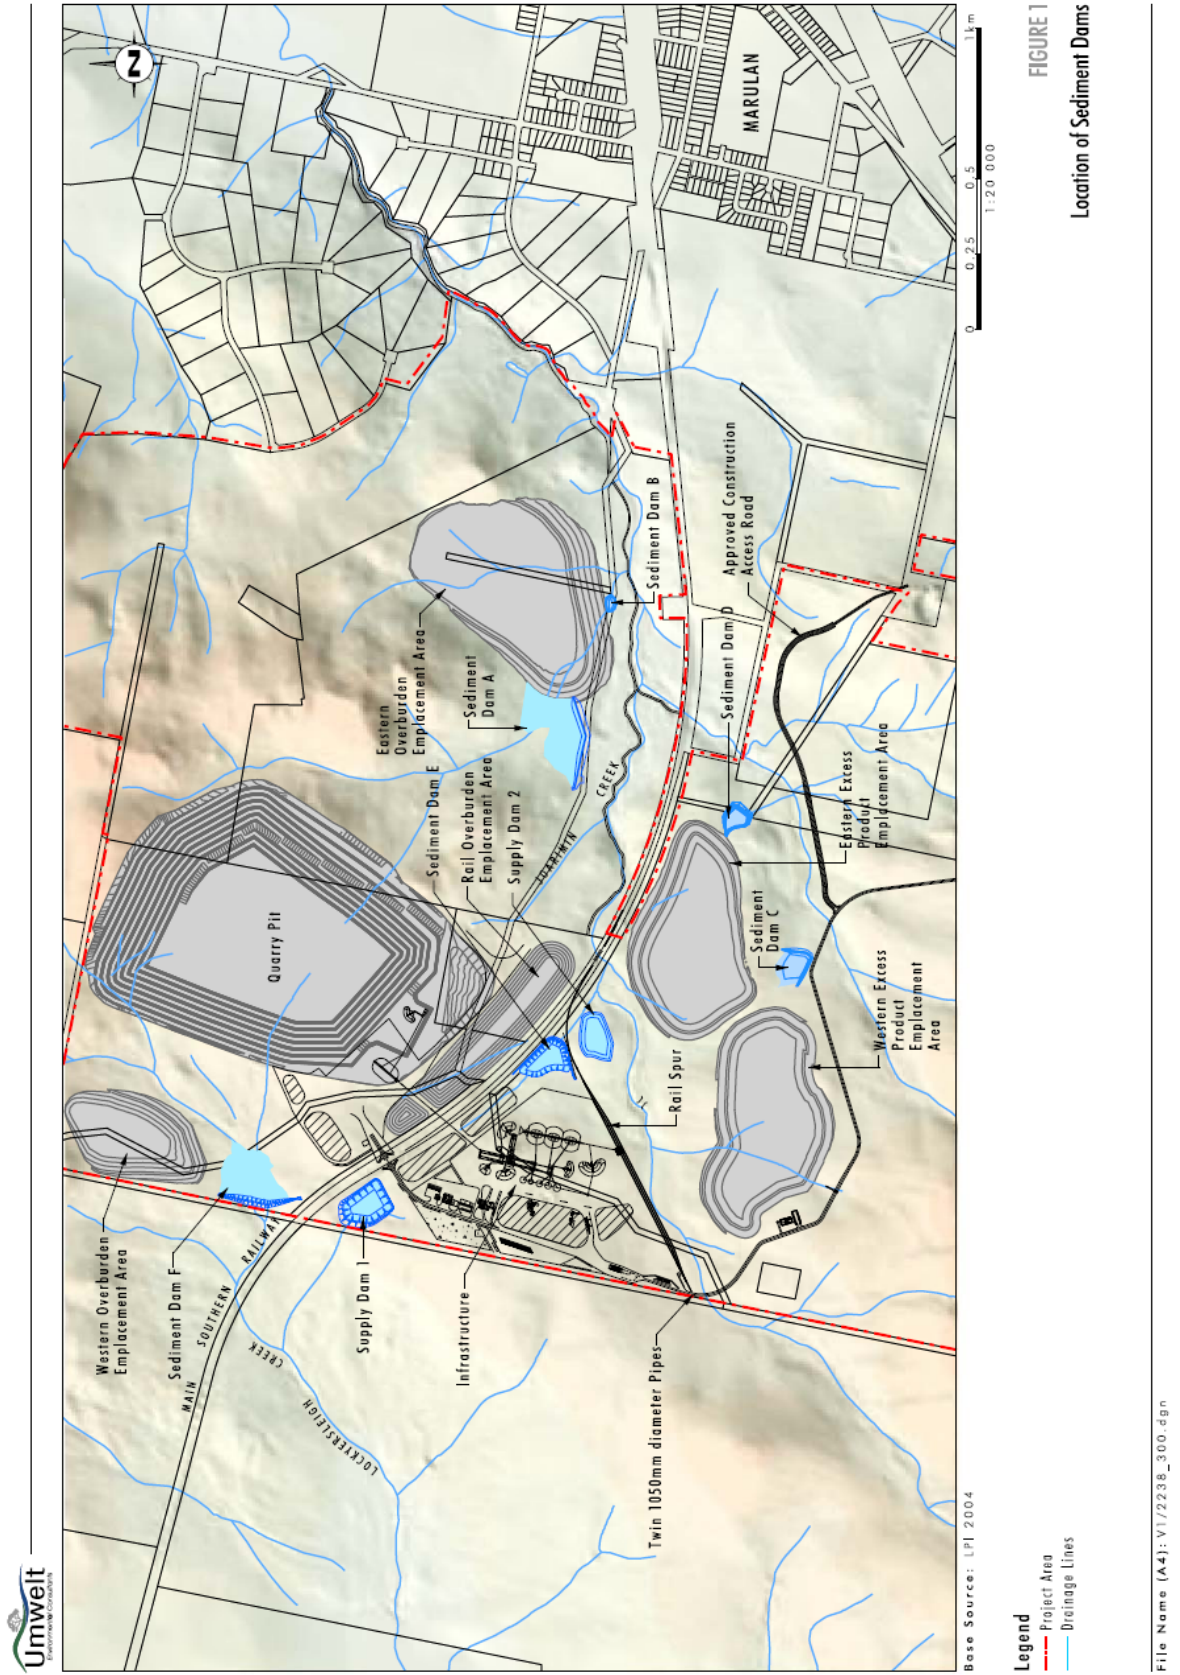 Umwelt
Environmental Consultants
N
MARULAN
Western Overburden
Emplacement Area
Sediment Dam F
MAIN SOUTHERN RAILWAY
LOCKYERSLEIGH CREEK
Supply Dam 1
Infrastructure
Twin 1050mm diameter Pipes
Quarry Pit
Eastern
Overburden
Emplacement Area
Sediment Dam E
Rail Overburden
Emplacement Area
Supply Dam 2
Sediment
Dam A
JOARIMIN CREEK
Sediment Dam B
Rail Spur
Sediment Dam D
Approved Construction
Access Road
Sediment
Dam C
Eastern Excess
Product
Emplacement Area
Western Excess
Product
Emplacement
Area
Base Source: LPI 2004
0 0.25 0.5 1km
1:20 000
Legend
Project Area
Drainage Lines
FIGURE 1
Location of Sediment Dams
File Name (A4): V1/2238_300.dgn